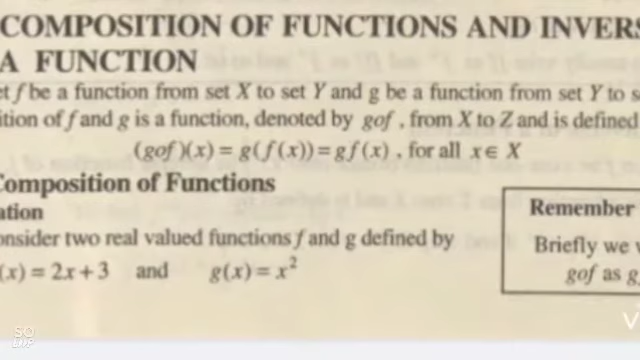 COMPOSITION OF FUNCTIONS AND INVERS
A FUNCTION
et f be a function from set X to set Y and g be a function from set Y to s
ition of f and g is a function, denoted by gof , from X to Z and is defined
(gof)(x) = g(f(x)) = gf(x) , for all x ∈ X
Composition of Functions
ation
onsider two real valued functions f and g defined by
(x) = 2x+3 and g(x) = x²
Remember
Briefly we
gof as g